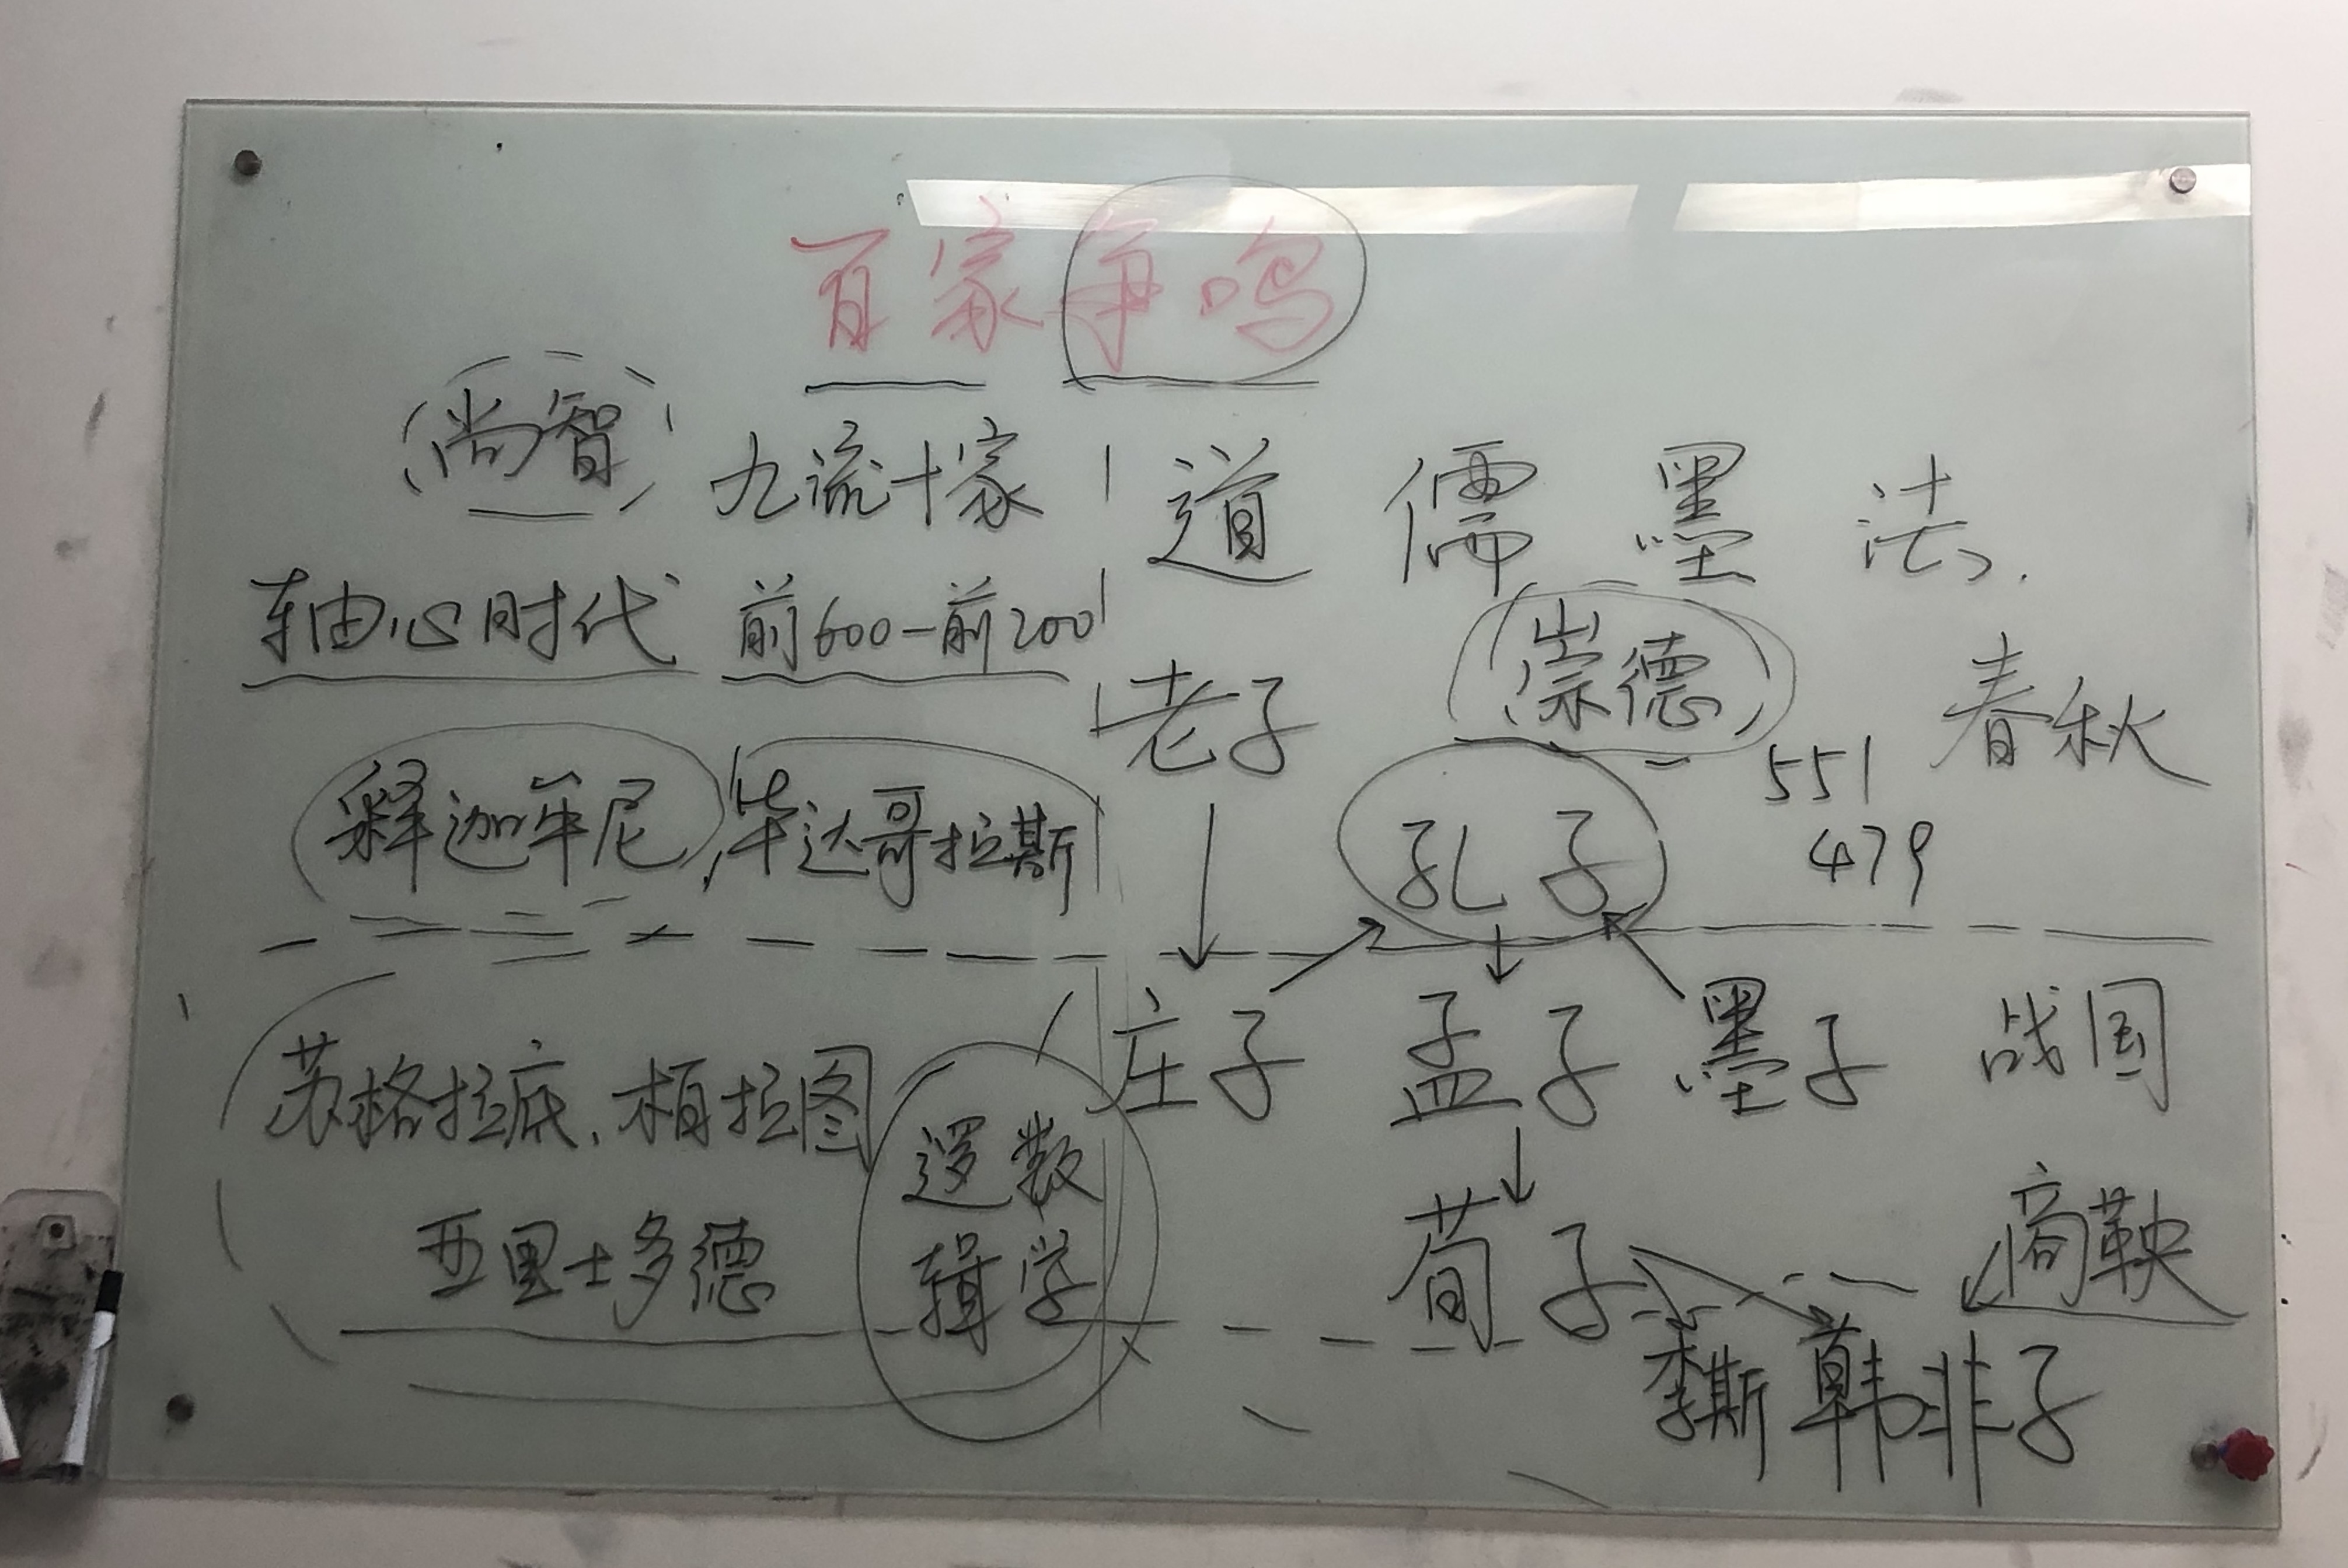 百家争鸣
尚智
九流十家 道 儒 墨 法
轴心时代 前600-前200
崇德
老子 春秋
释迦牟尼,毕达哥拉斯 孔子 551
479
庄子 孟子 墨子 战国
苏格拉底、柏拉图
逻辑 数学
亚里士多德 荀子 商鞅
李斯 韩非子